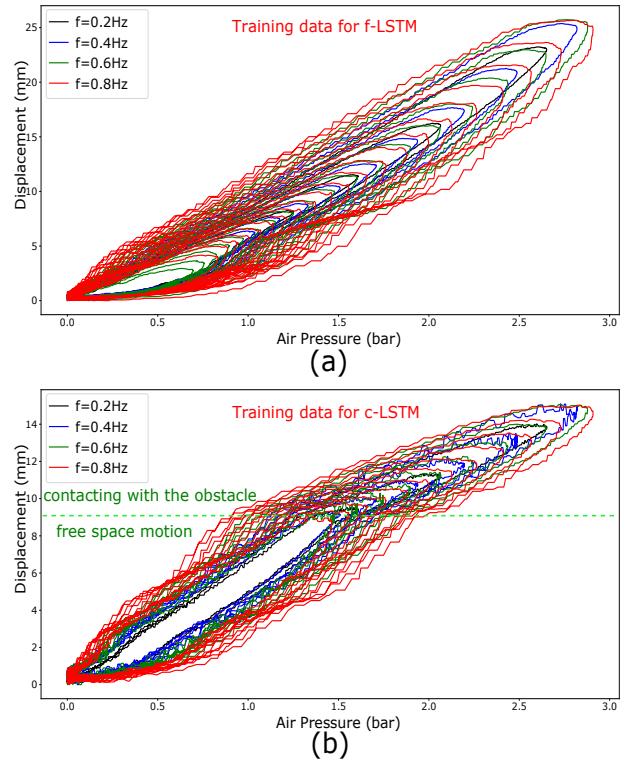 Training data for f-LSTM
f=0.2Hz
f=0.4Hz
f=0.6Hz
f=0.8Hz
Displacement (mm)
25
20
15
10
5
0
0.0 0.5 1.0 1.5 2.0 2.5 3.0
Air Pressure (bar)
(a)
Training data for c-LSTM
f=0.2Hz
f=0.4Hz
f=0.6Hz
f=0.8Hz
contacting with the obstacle
free space motion
Displacement (mm)
14
12
10
8
6
4
2
0
0.0 0.5 1.0 1.5 2.0 2.5 3.0
Air Pressure (bar)
(b)